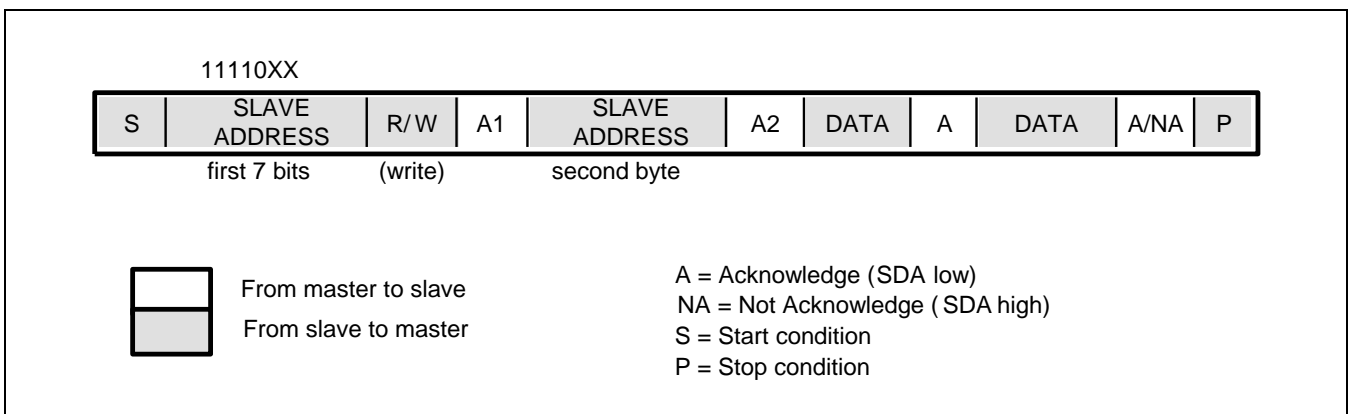 11110XX
S SLAVE ADDRESS R/W A1 SLAVE ADDRESS A2 DATA A DATA A/NA P
first 7 bits (write) second byte
From master to slave
From slave to master
A = Acknowledge (SDA low)
NA = Not Acknowledge ( SDA high)
S = Start condition
P = Stop condition